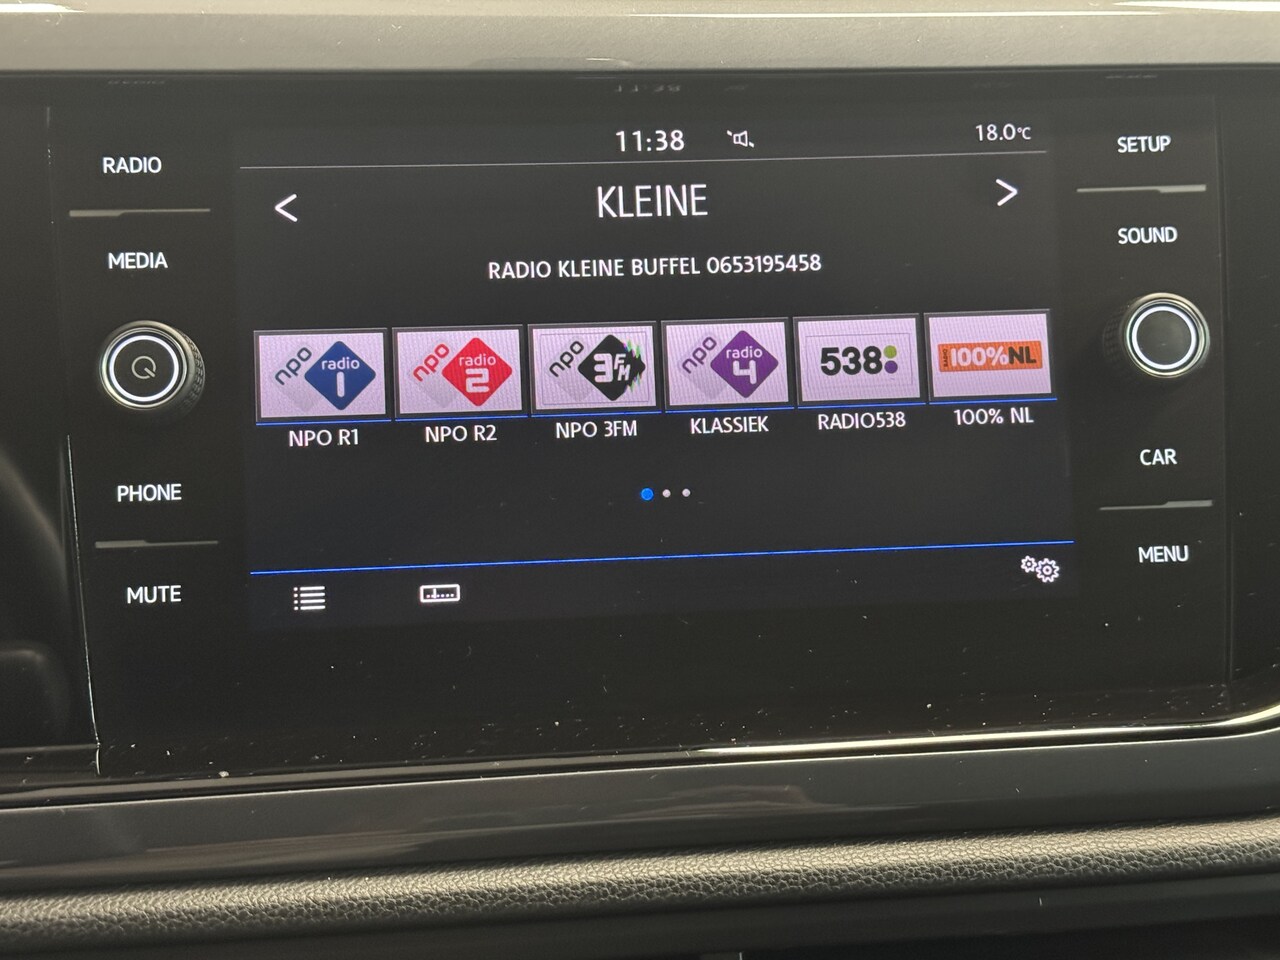 RADIO
MEDIA
PHONE
MUTE
11:38
18.0°C
KLEINE
RADIO KLEINE BUFFEL 0653195458
npo radio 1
npo radio 2
npo 3FM
npo radio 4
538
RADIO 100%NL
NPO R1
NPO R2
NPO 3FM
KLASSIEK
RADIO538
100% NL
SETUP
SOUND
CAR
MENU